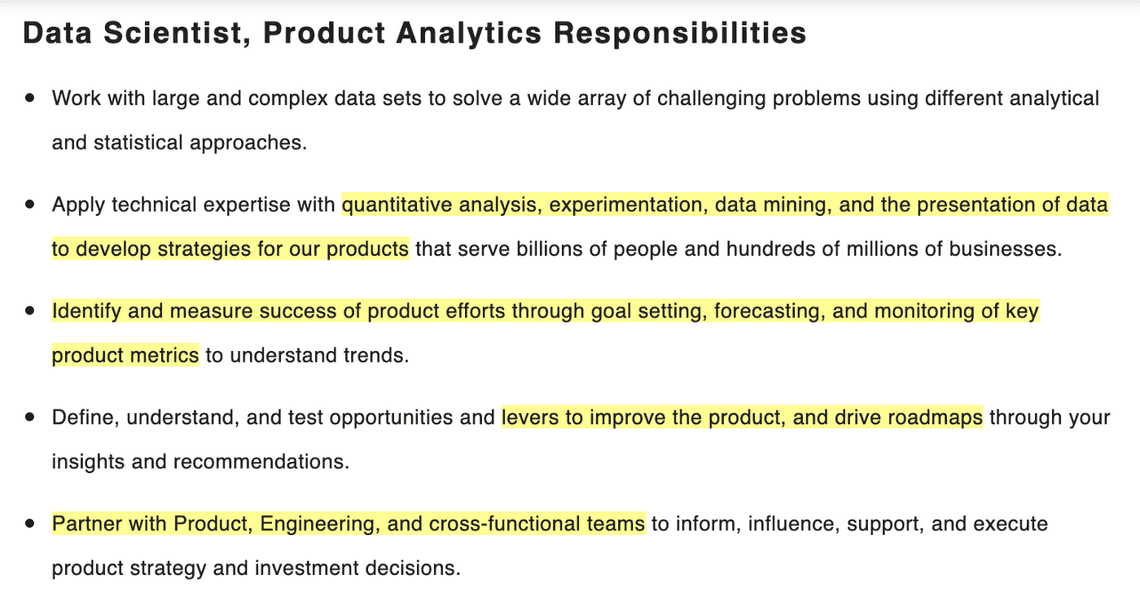 Data Scientist, Product Analytics Responsibilities
• Work with large and complex data sets to solve a wide array of challenging problems using different analytical
and statistical approaches.
• Apply technical expertise with quantitative analysis, experimentation, data mining, and the presentation of data
to develop strategies for our products that serve billions of people and hundreds of millions of businesses.
• Identify and measure success of product efforts through goal setting, forecasting, and monitoring of key
product metrics to understand trends.
• Define, understand, and test opportunities and levers to improve the product, and drive roadmaps through your
insights and recommendations.
• Partner with Product, Engineering, and cross-functional teams to inform, influence, support, and execute
product strategy and investment decisions.